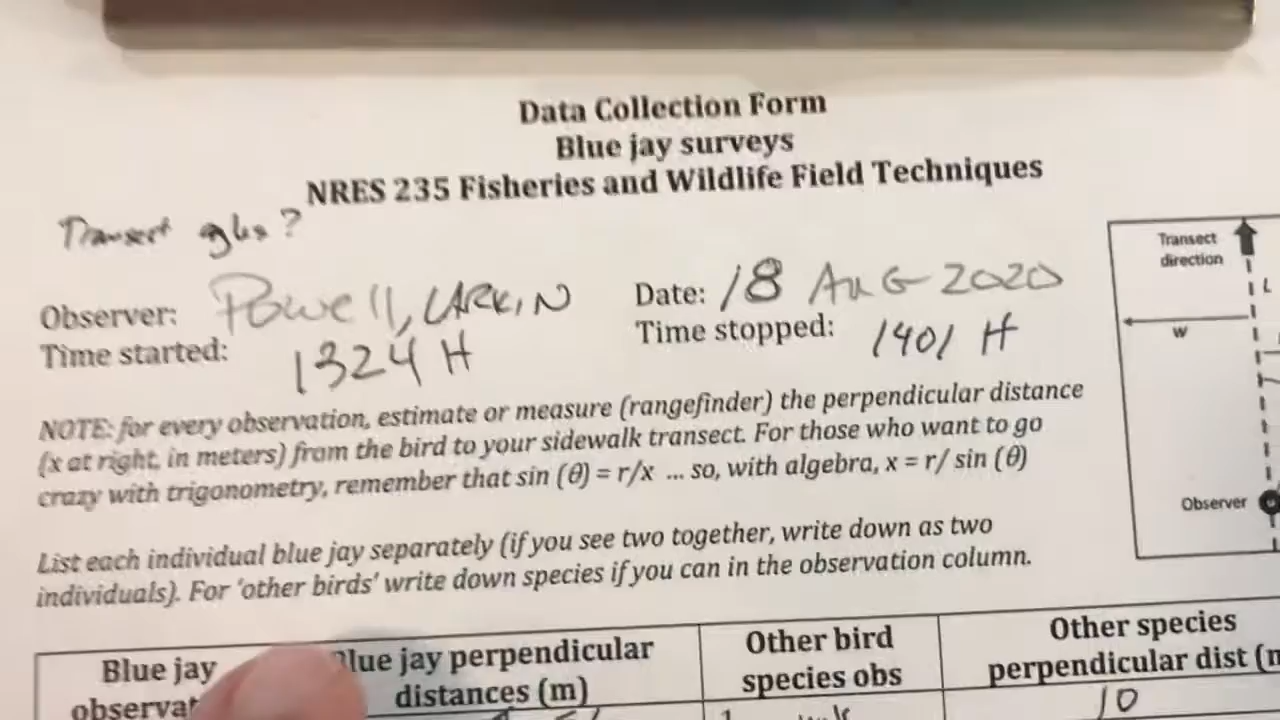 Data Collection Form
Blue jay surveys
NRES 235 Fisheries and Wildlife Field Techniques
Transect
Observer: Powell, LARKIN Date: 18 AuG 2020
Time started: 1324 H Time stopped: 1401 H
NOTE: for every observation, estimate or measure (rangefinder) the perpendicular distance
(x at right, in meters) from the bird to your sidewalk transect. For those who want to go
crazy with trigonometry, remember that sin (θ) = r/x ... so, with algebra, x = r/ sin (θ)
List each individual blue jay separately (if you see two together, write down as two
individuals). For 'other birds' write down species if you can in the observation column.
Transect
direction
L
W
Observer
Blue jay
Blue jay perpendicular
distances (m)
Other bird
species obs
Other species
perpendicular dist
10